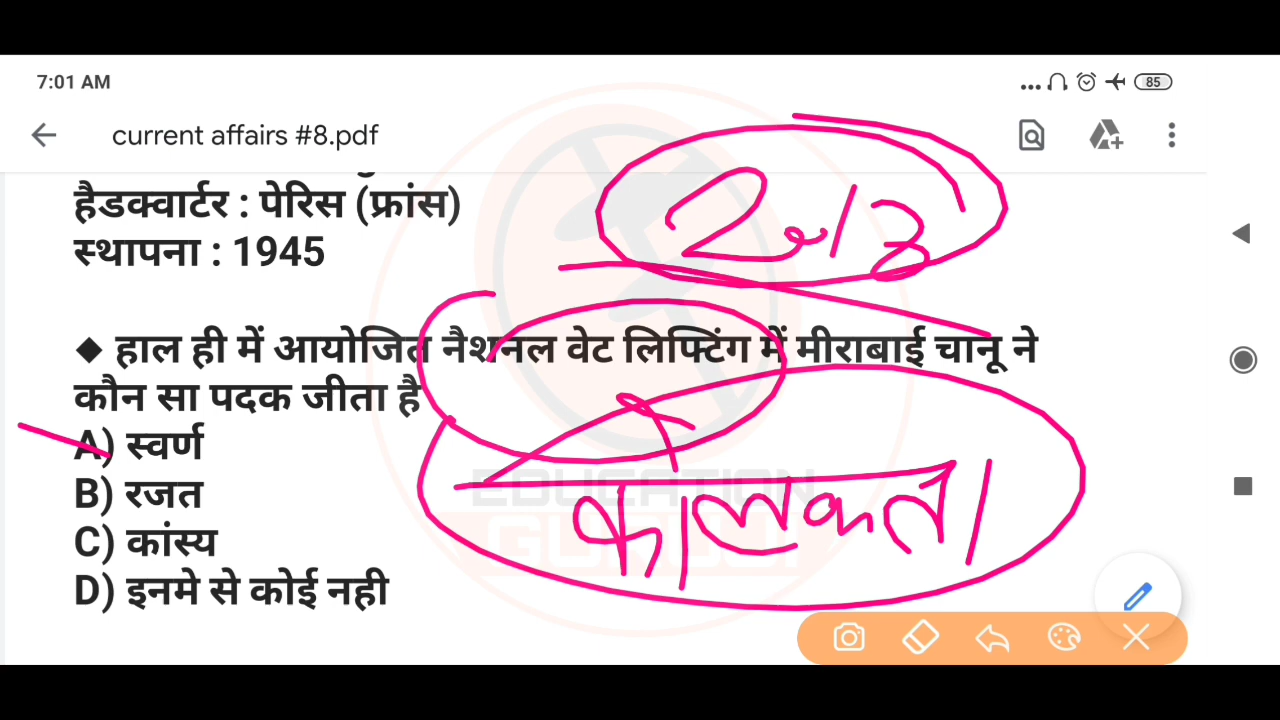 7:01 AM
85
current affairs #8.pdf
हैडक्वार्टर : पेरिस (फ्रांस)
स्थापना : 1945
2013
◆ हाल ही में आयोजित नैशनल वेट लिफ्टिंग में मीराबाई चानू ने
कौन सा पदक जीता है
A) स्वर्ण
B) रजत
C) कांस्य
D) इनमे से कोई नही
EDUCATION
कोलकता